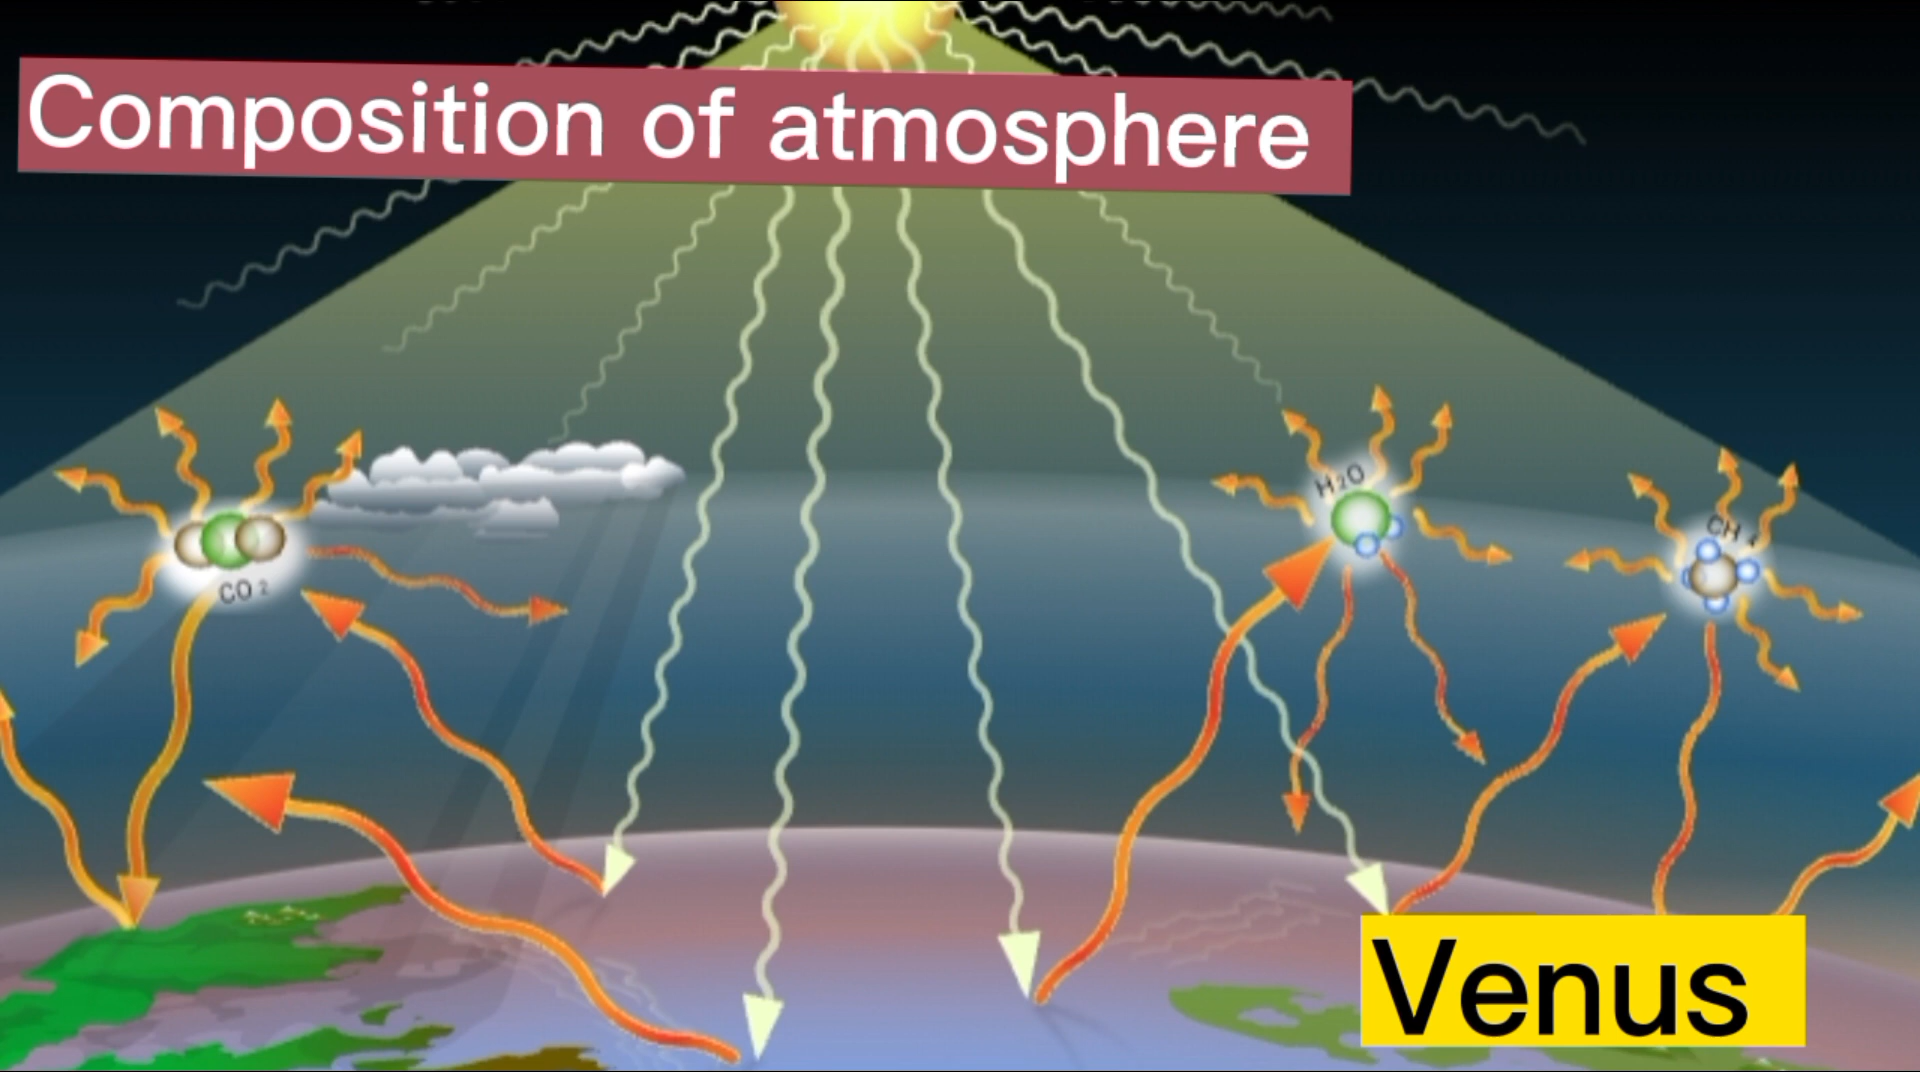 Composition of atmosphere
H2O
CH4
CO2
Venus